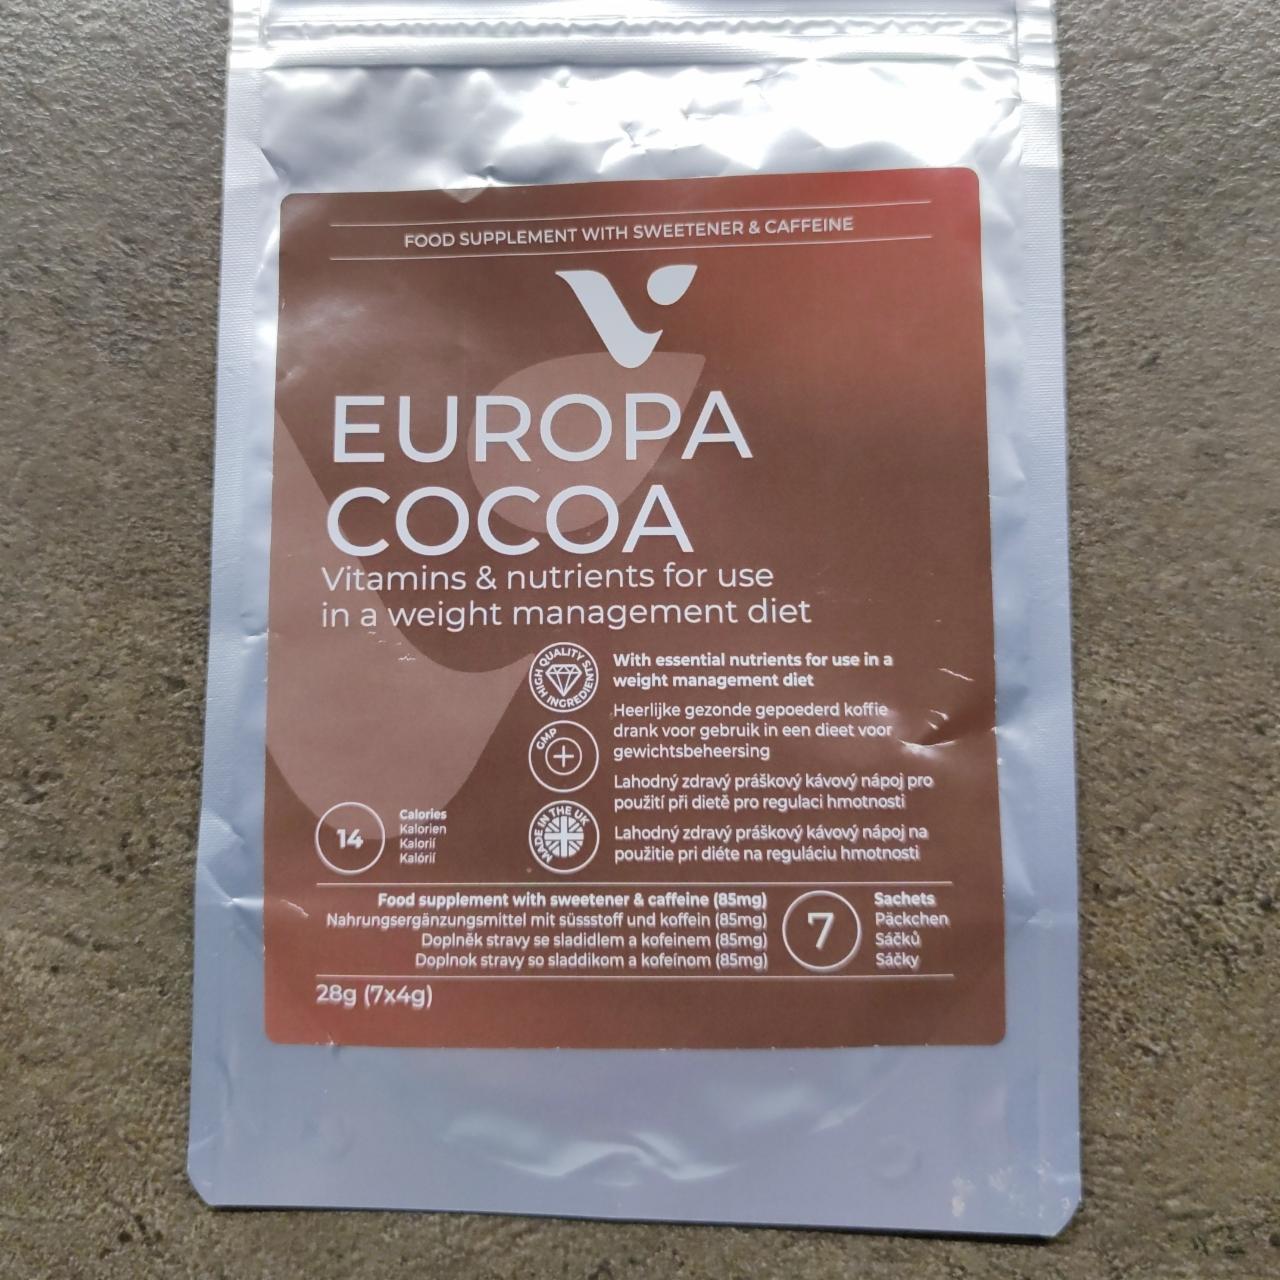 FOOD SUPPLEMENT WITH SWEETENER & CAFFEINE
EUROPA
COCOA
Vitamins & nutrients for use
in a weight management diet
HIGH QUALITY INGREDIENTS
With essential nutrients for use in a
weight management diet
GMP
Heerlijke gezonde gepoederd koffie
drank voor gebruik in een dieet voor
gewichtsbeheersing
Lahodný zdravý práškový kávový nápoj pro
použití při dietě pro regulaci hmotnosti
MADE IN THE UK
Lahodný zdravý práškový kávový nápoj na
použitie pri diéte na reguláciu hmotnosti
14
Calories
Kalorien
Kalorií
Kalórií
Food supplement with sweetener & caffeine (85mg)
Nahrungsergänzungsmittel mit süssstoff und koffein (85mg)
Doplněk stravy se sladidlem a kofeinem (85mg)
Doplnok stravy so sladdikom a kofeínom (85mg)
7
Sachets
Päckchen
Sáčků
Sáčky
28g (7x4g)